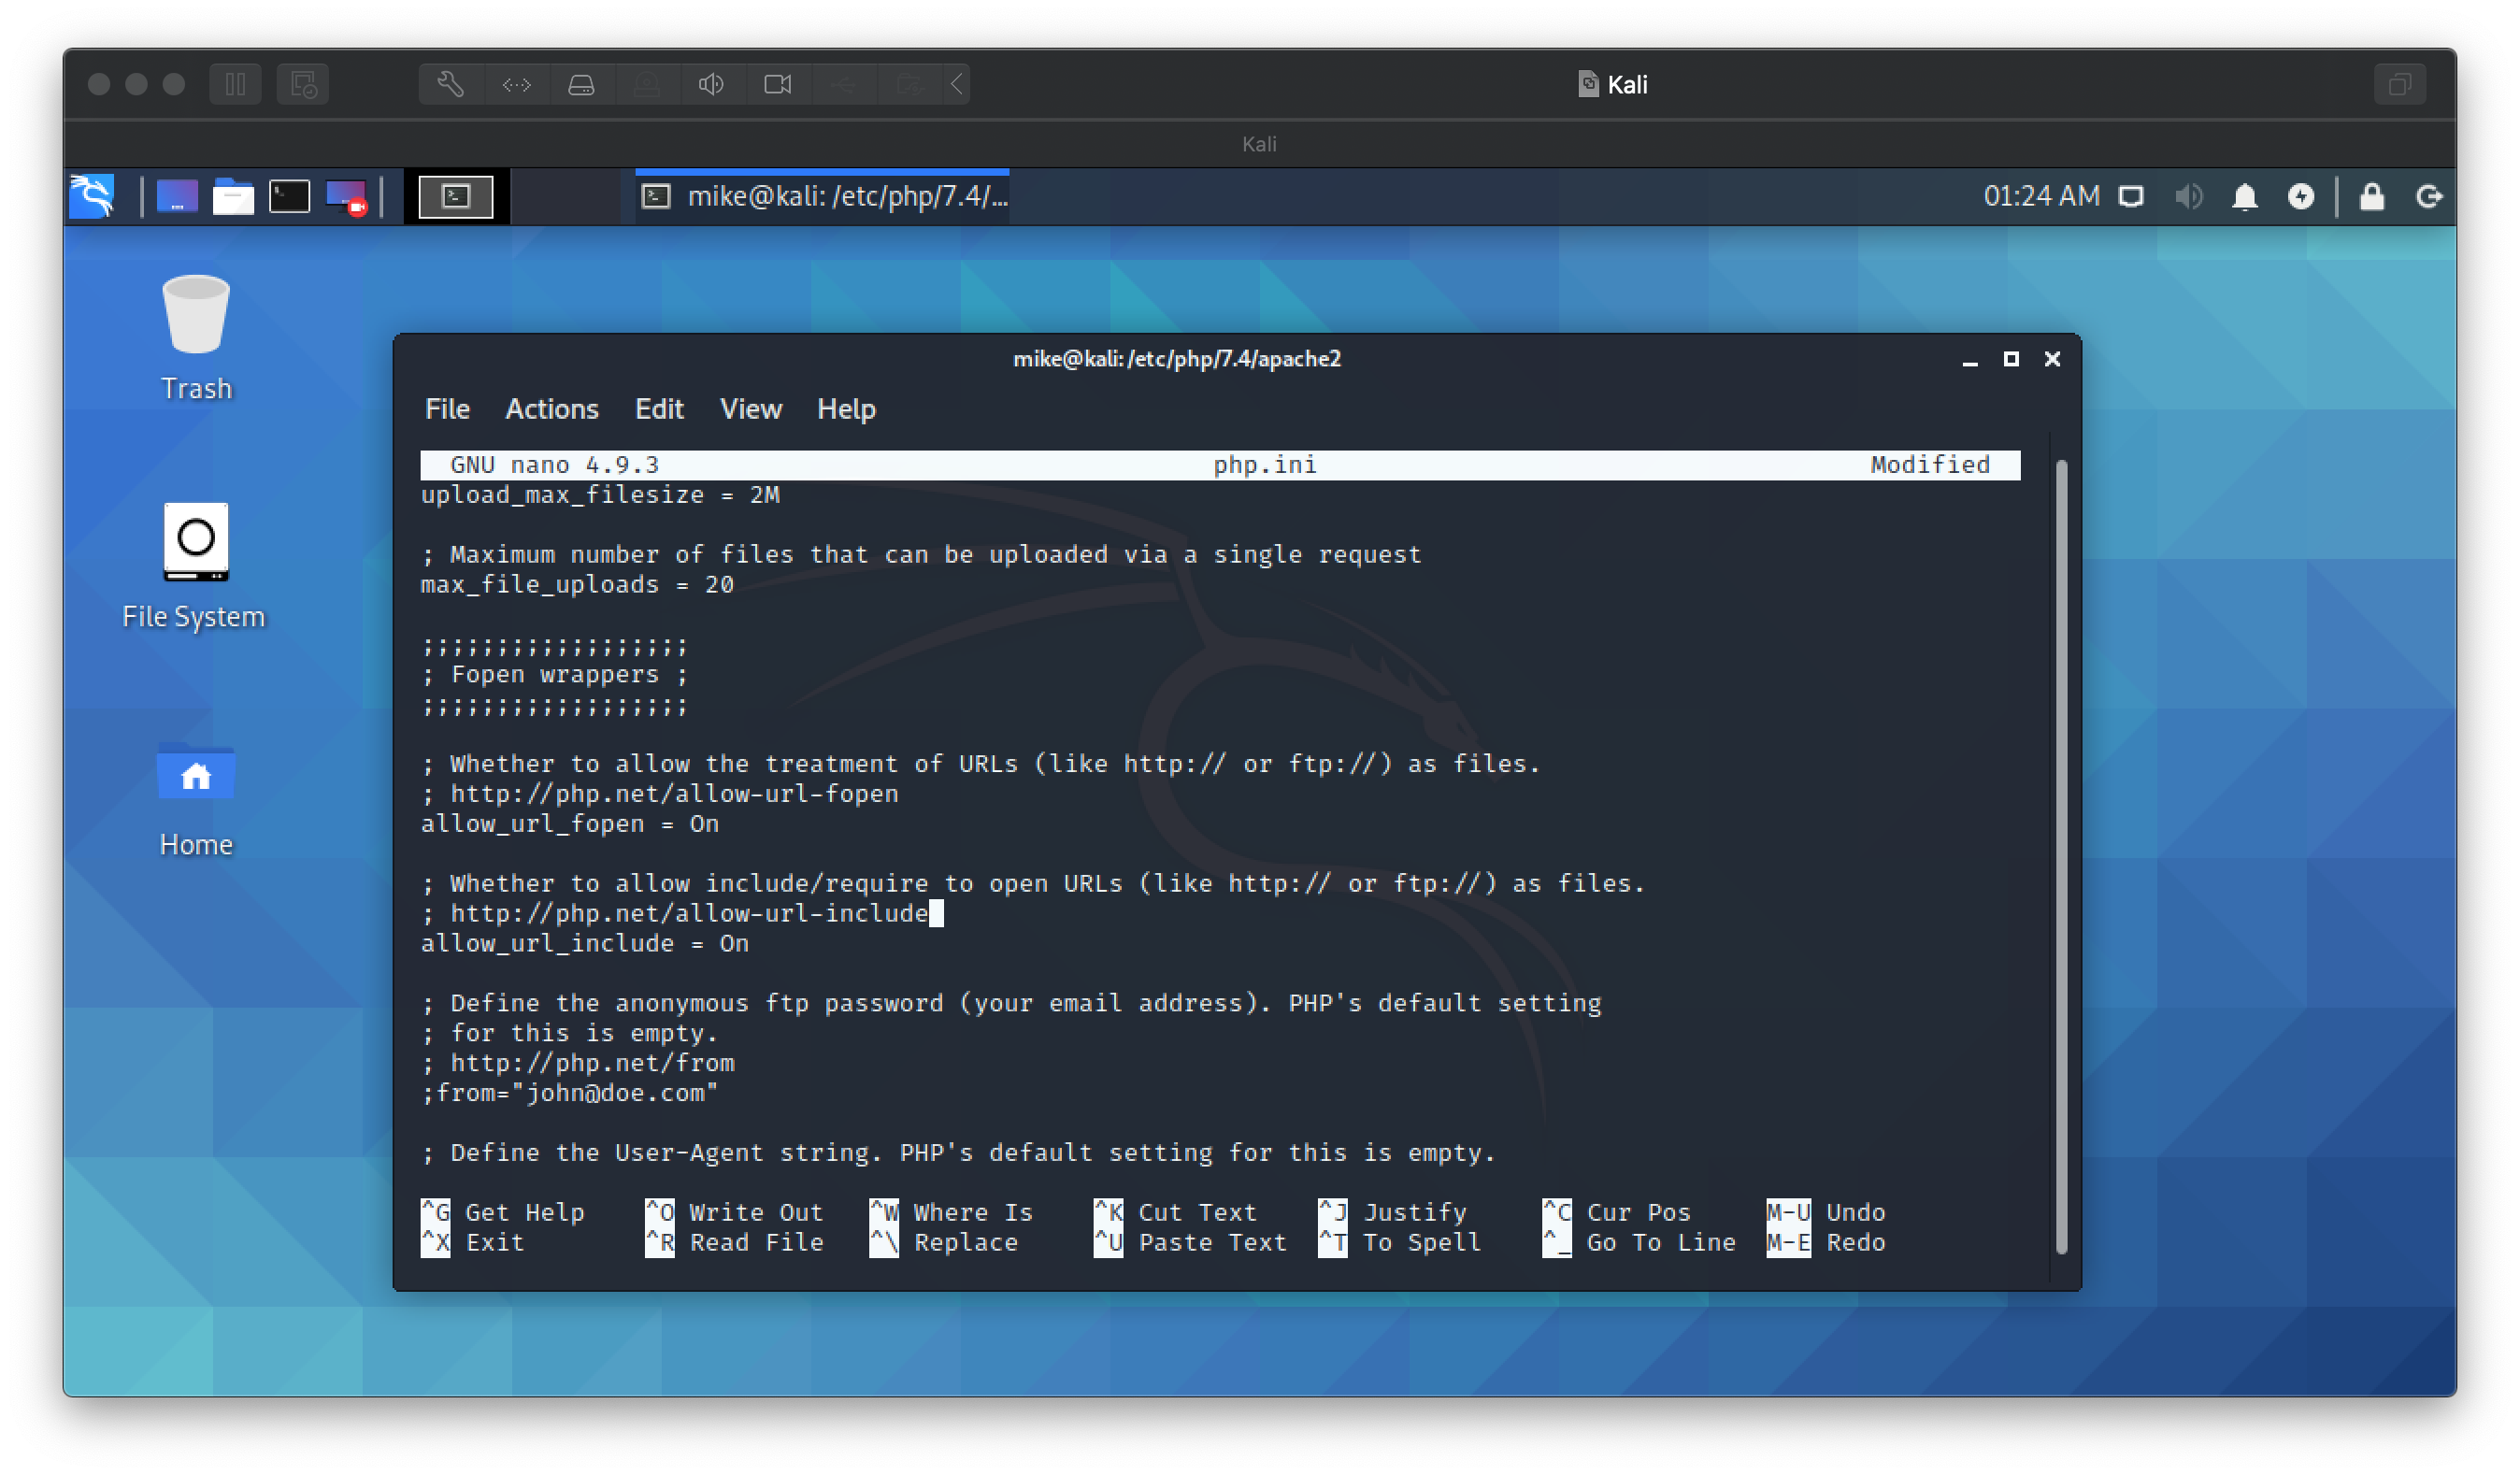 Kali
Kali
mike@kali: /etc/php/7.4/...
01:24 AM
Trash
File System
Home
mike@kali: /etc/php/7.4/apache2
File Actions Edit View Help
GNU nano 4.9.3 php.ini Modified
upload_max_filesize = 2M
; Maximum number of files that can be uploaded via a single request
max_file_uploads = 20
;;;;;;;;;;;;;;;;;;
; Fopen wrappers ;
;;;;;;;;;;;;;;;;;;
; Whether to allow the treatment of URLs (like http:// or ftp://) as files.
; http://php.net/allow-url-fopen
allow_url_fopen = On
; Whether to allow include/require to open URLs (like http:// or ftp://) as files.
; http://php.net/allow-url-include
allow_url_include = On
; Define the anonymous ftp password (your email address). PHP's default setting
; for this is empty.
; http://php.net/from
;from="john@doe.com"
; Define the User-Agent string. PHP's default setting for this is empty.
^G Get Help ^O Write Out ^W Where Is ^K Cut Text ^J Justify ^C Cur Pos M-U Undo
^X Exit ^R Read File ^\ Replace ^U Paste Text ^T To Spell ^_ Go To Line M-E Redo